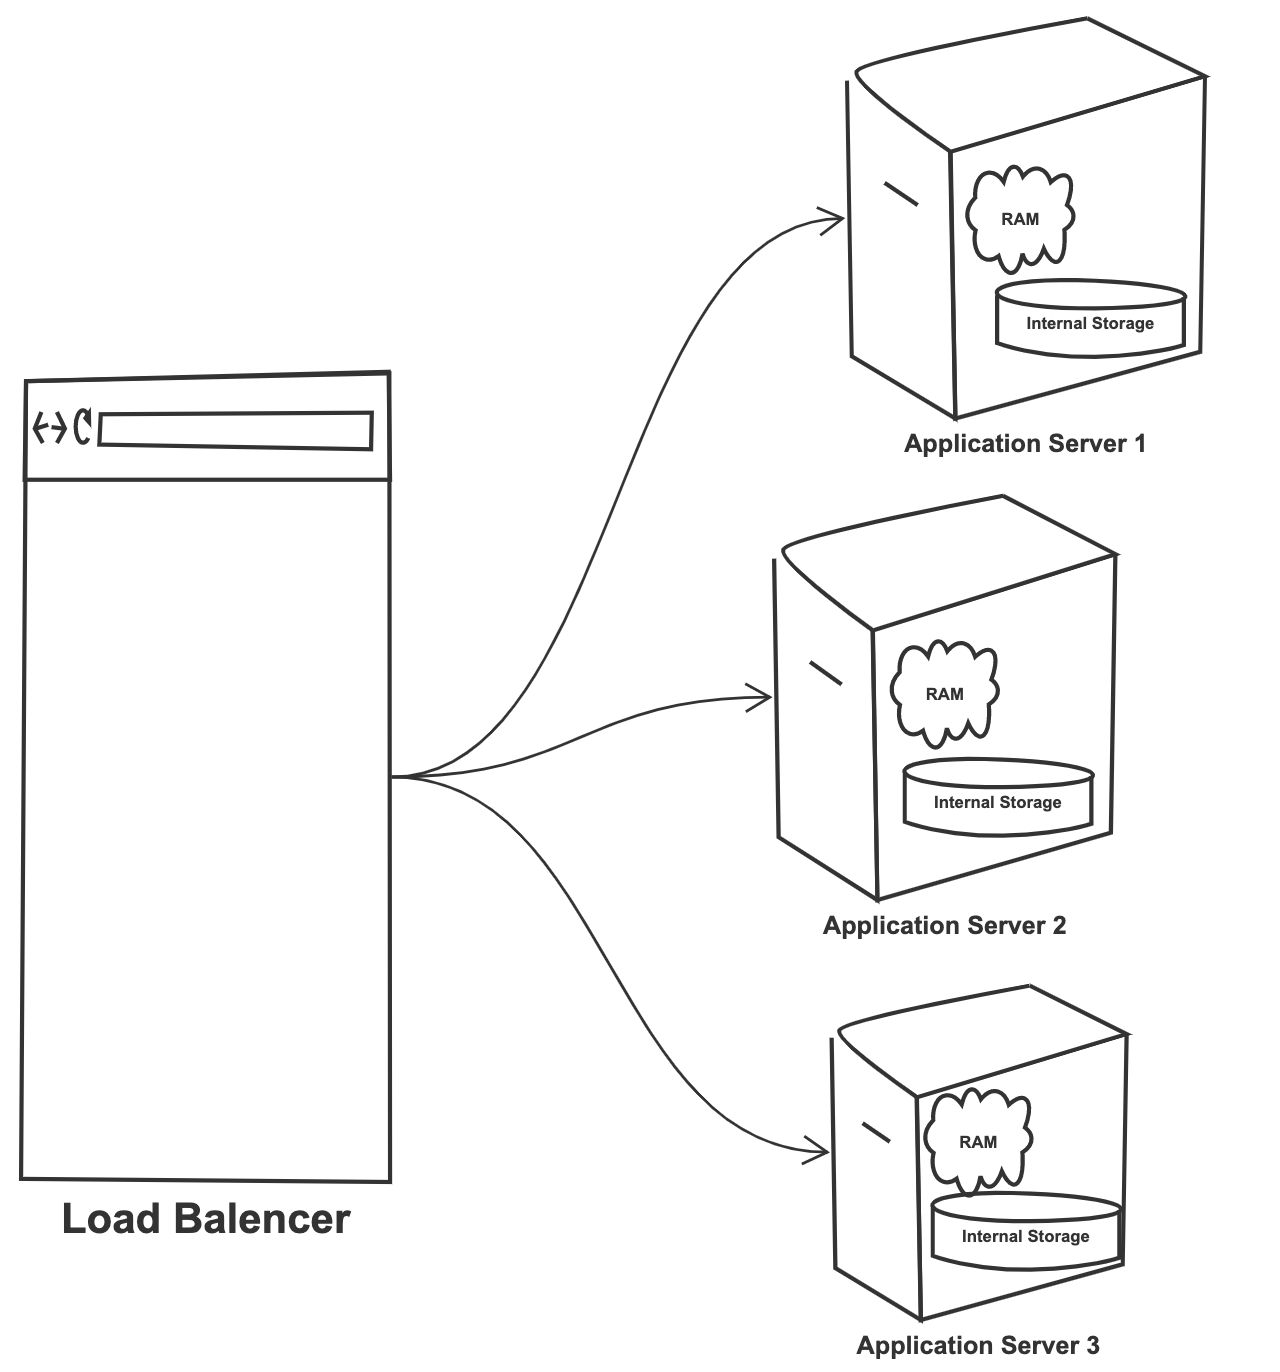 RAM
Internal Storage
Application Server 1
RAM
Internal Storage
Application Server 2
Load Balencer
RAM
Internal Storage
Application Server 3